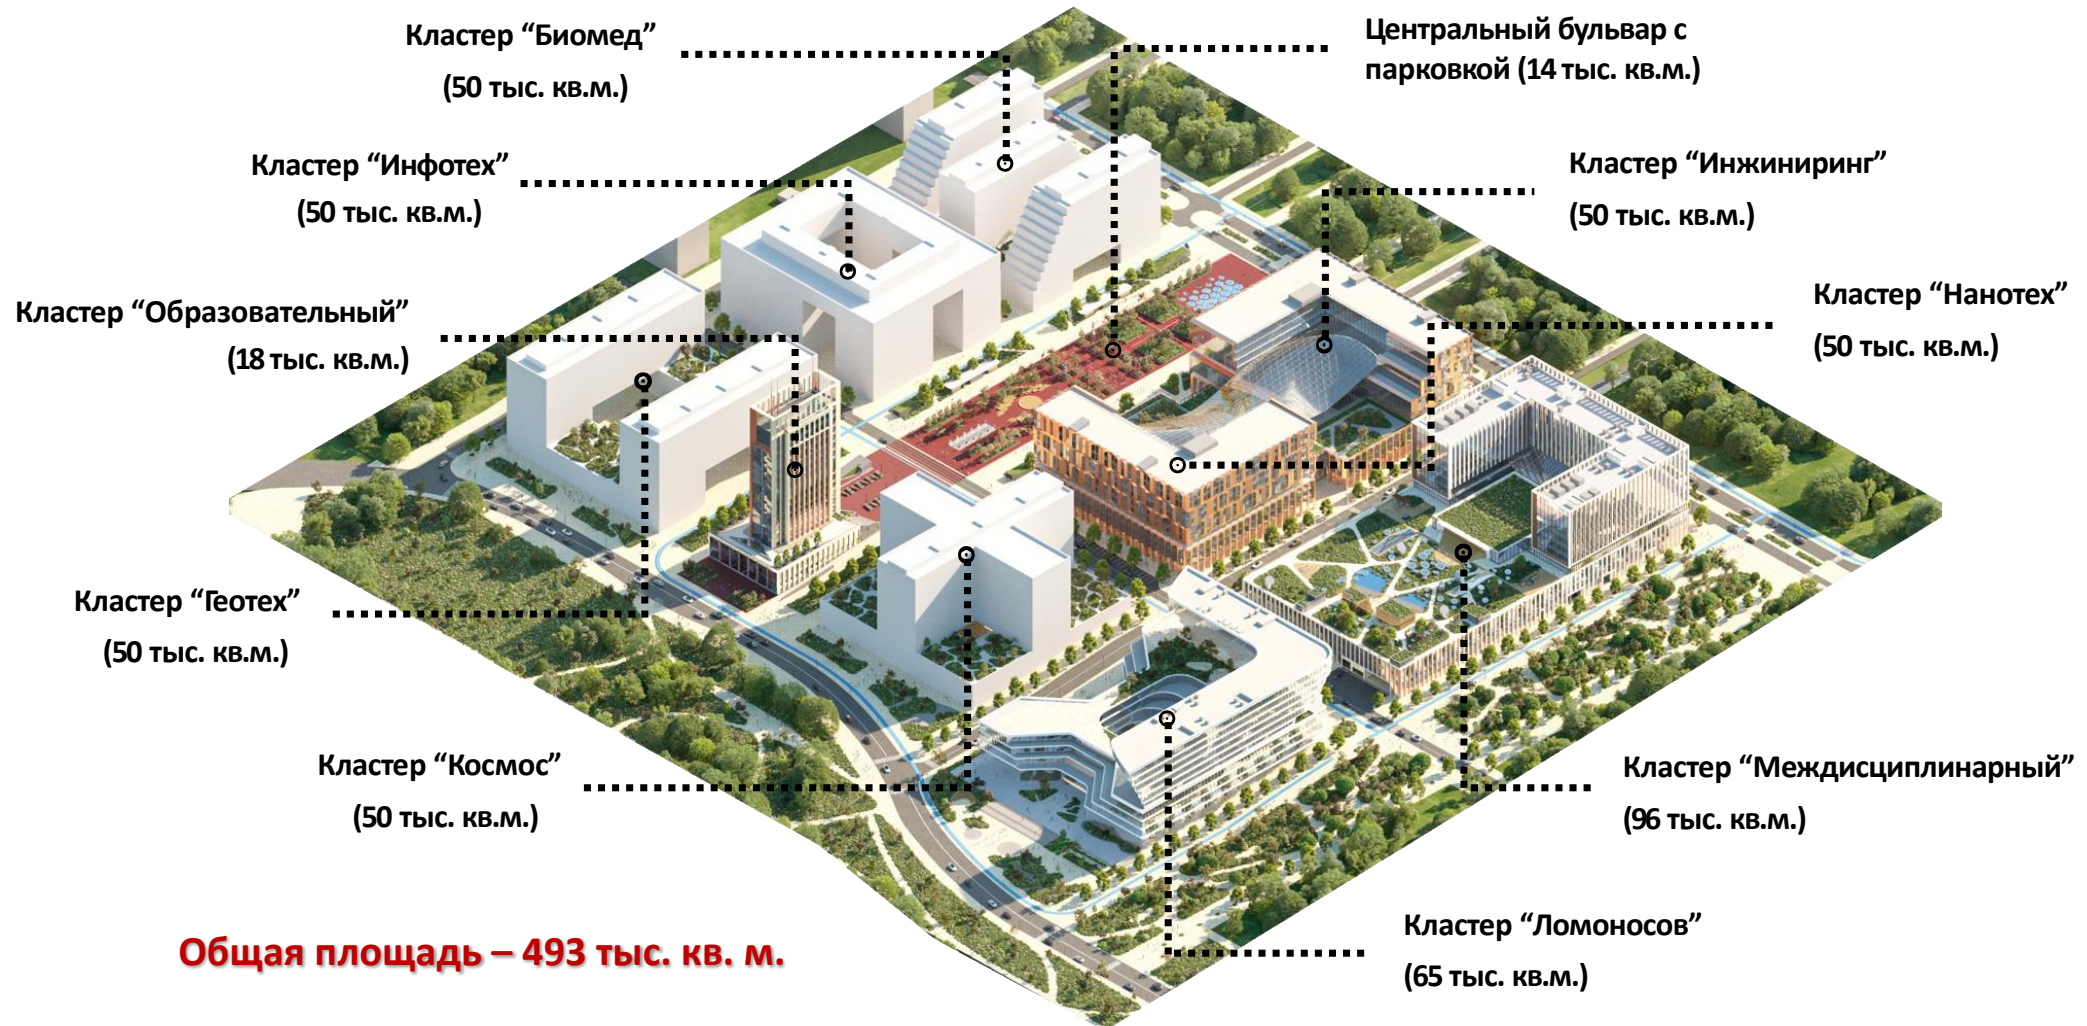 Кластер “Биомед”
(50 тыс. кв.м.)
Центральный бульвар с
парковкой (14 тыс. кв.м.)
Кластер “Инфотех”
(50 тыс. кв.м.)
Кластер “Инжиниринг”
(50 тыс. кв.м.)
Кластер “Образовательный”
(18 тыс. кв.м.)
Кластер “Нанотех”
(50 тыс. кв.м.)
Кластер “Геотех”
(50 тыс. кв.м.)
Кластер “Космос”
(50 тыс. кв.м.)
Кластер “Междисциплинарный”
(96 тыс. кв.м.)
Кластер “Ломоносов”
(65 тыс. кв.м.)
Общая площадь – 493 тыс. кв. м.